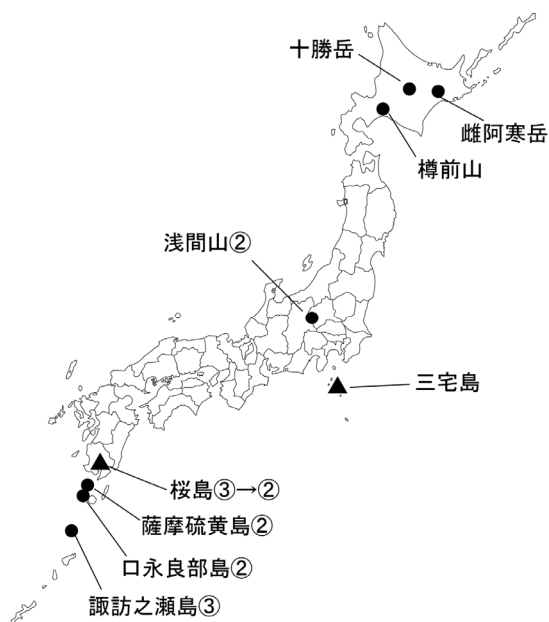 十勝岳
雌阿寒岳
樽前山
浅間山②
三宅島
桜島③→②
薩摩硫黄島②
口永良部島②
諏訪之瀬島③